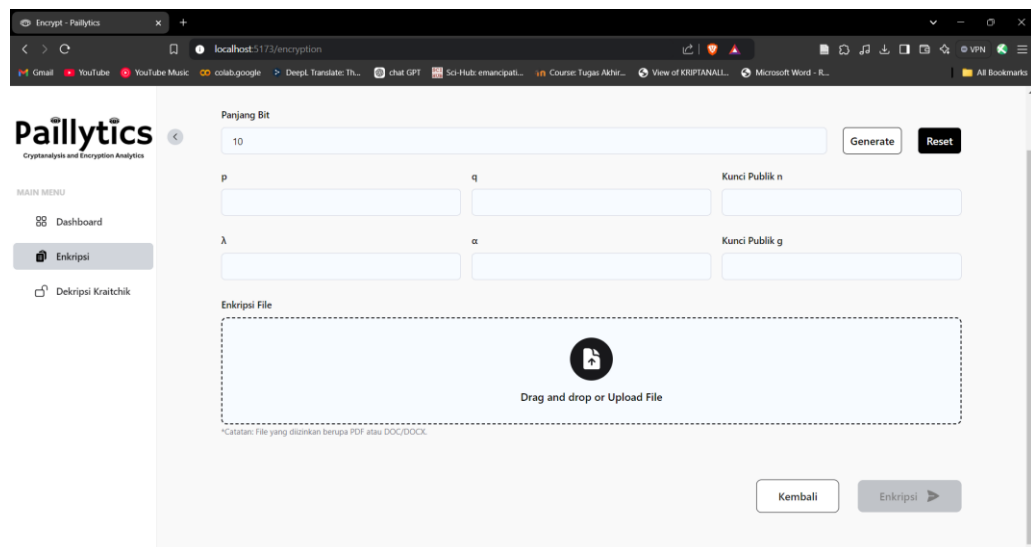 Encrypt - Paillytics
localhost:5173/encryption
VPN
Gmail
YouTube
YouTube Music
colab.google
DeepL Translate: Th...
chat GPT
Sci-Hub: emancipati...
Course: Tugas Akhir...
View of KRIPTANALI...
Microsoft Word - R...
All Bookmarks
Paillytics
Cryptanalysis and Encryption Analytics
MAIN MENU
Dashboard
Enkripsi
Dekripsi Kraitchik
Panjang Bit
10
Generate
Reset
p
q
Kunci Publik n
λ
α
Kunci Publik g
Enkripsi File
Drag and drop or Upload File
*Catatan: File yang diizinkan berupa PDF atau DOC/DOCX.
Kembali
Enkripsi